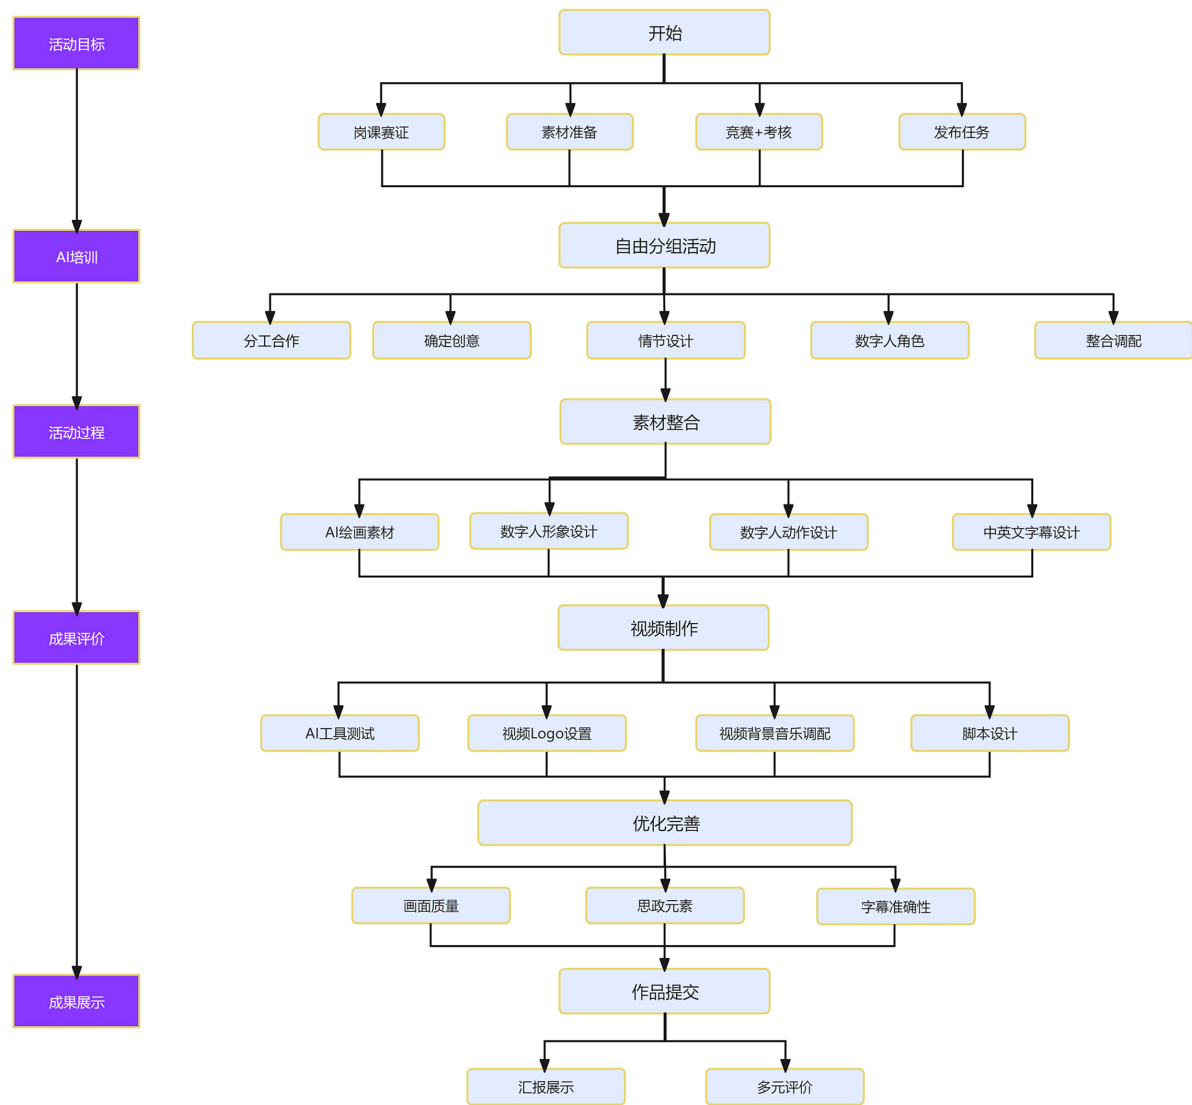 活动目标
开始
岗课赛证
素材准备
竞赛+考核
发布任务
AI培训
自由分组活动
分工合作
确定创意
情节设计
数字人角色
整合调配
活动过程
素材整合
AI绘画素材
数字人形象设计
数字人动作设计
中英文字幕设计
成果评价
视频制作
AI工具测试
视频Logo设置
视频背景音乐调配
脚本设计
优化完善
画面质量
思政元素
字幕准确性
成果展示
作品提交
汇报展示
多元评价